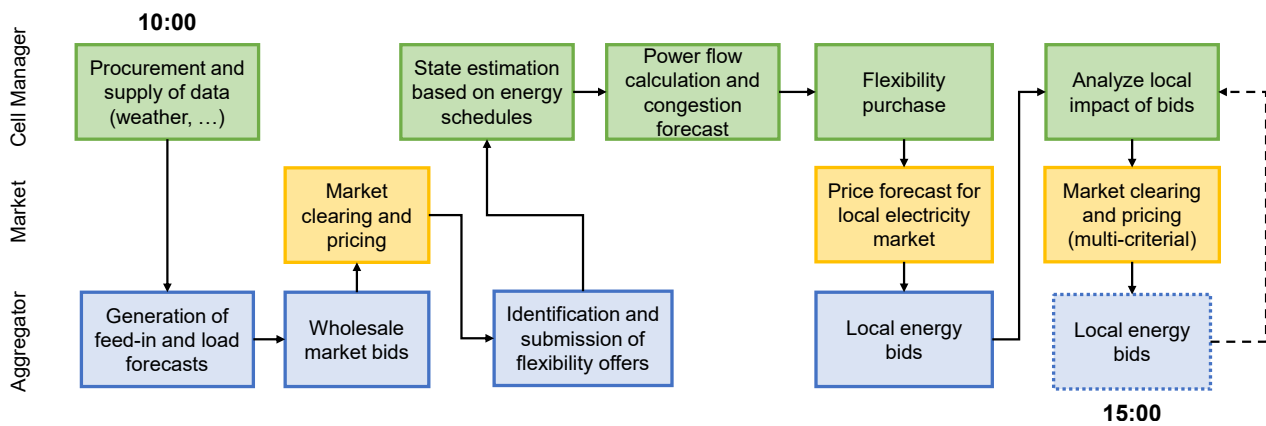 10:00
Cell Manager
Procurement and
supply of data
(weather, …)
State estimation
based on energy
schedules
Power flow
calculation and
congestion
forecast
Flexibility
purchase
Analyze local
impact of bids
Market
Market
clearing and
pricing
Price forecast for
local electricity
market
Market clearing
and pricing
(multi-criterial)
Aggregator
Generation of
feed-in and load
forecasts
Wholesale
market bids
Identification and
submission of
flexibility offers
Local energy
bids
Local energy
bids
15:00